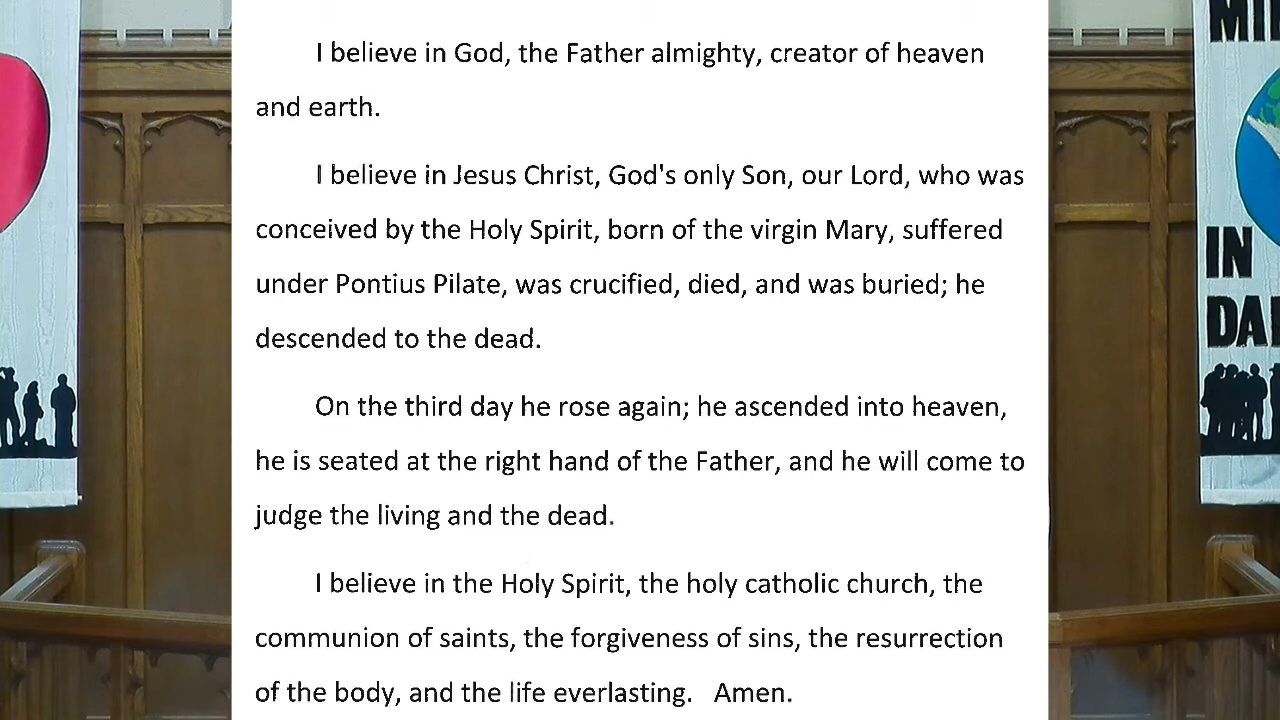 I believe in God, the Father almighty, creator of heaven
and earth.
I believe in Jesus Christ, God's only Son, our Lord, who was
conceived by the Holy Spirit, born of the virgin Mary, suffered
under Pontius Pilate, was crucified, died, and was buried; he
descended to the dead.
On the third day he rose again; he ascended into heaven,
he is seated at the right hand of the Father, and he will come to
judge the living and the dead.
I believe in the Holy Spirit, the holy catholic church, the
communion of saints, the forgiveness of sins, the resurrection
of the body, and the life everlasting.   Amen.
IN